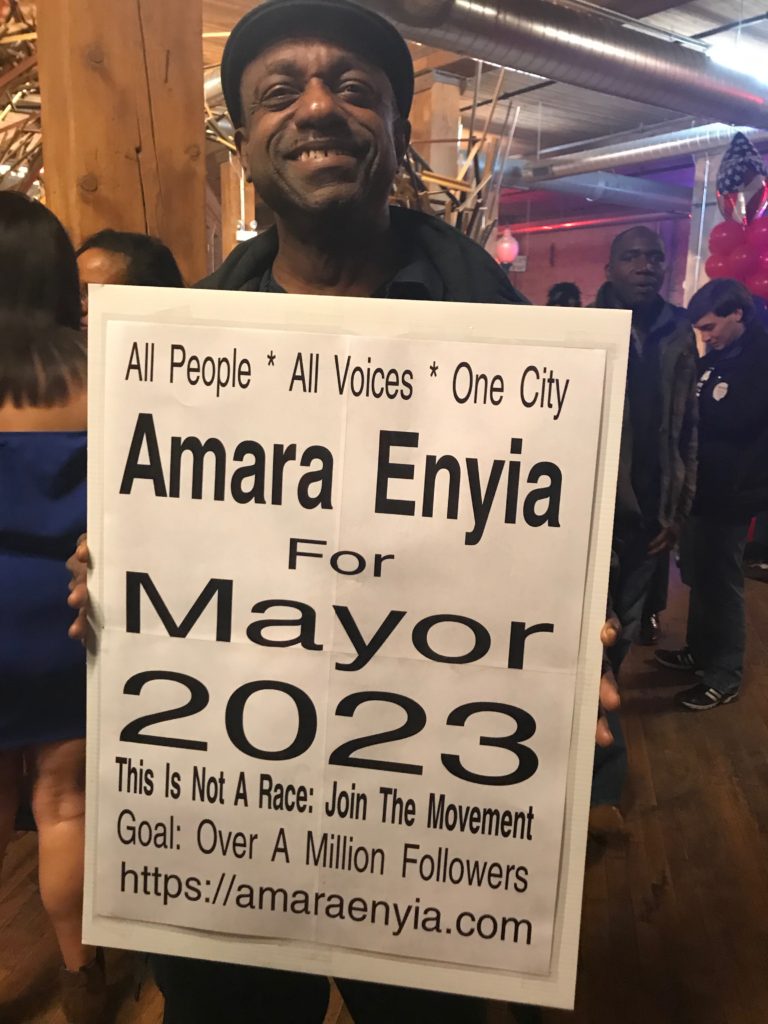 All People * All Voices * One City
Amara Enyia
For
Mayor
2023
This Is Not A Race: Join The Movement
Goal: Over A Million Followers
https://amaraenyia.com